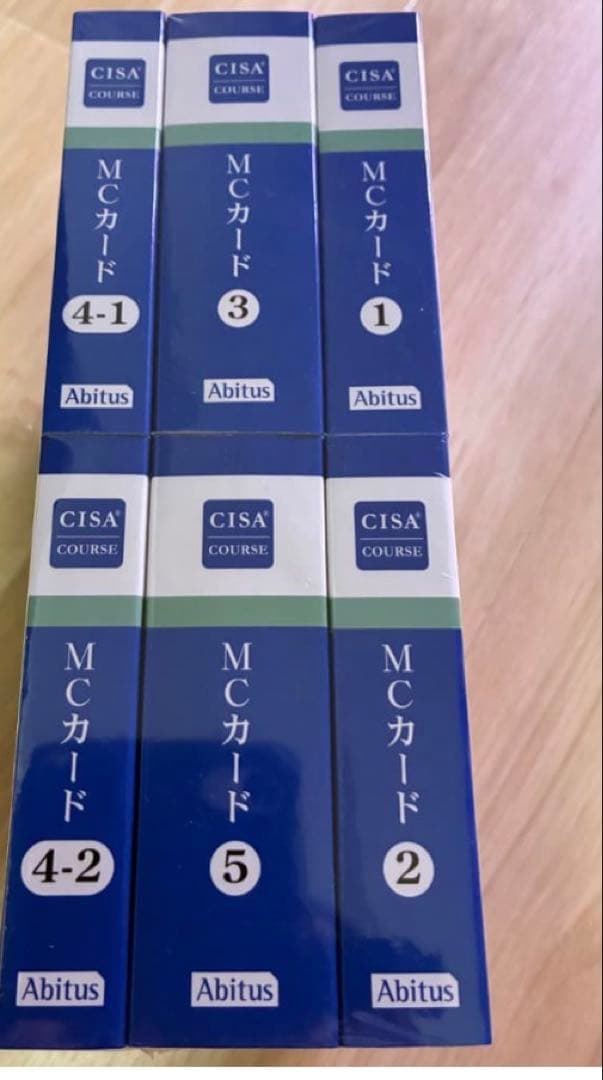 CISA®
COURSE
MCカード
4-1
Abitus
CISA®
COURSE
MCカード
3
Abitus
CISA®
COURSE
MCカード
1
Abitus
CISA®
COURSE
MCカード
4-2
Abitus
CISA®
COURSE
MCカード
5
Abitus
CISA®
COURSE
MCカード
2
Abitus